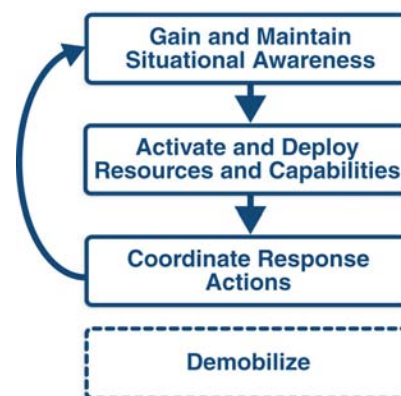 Gain and Maintain
Situational Awareness
Activate and Deploy
Resources and Capabilities
Coordinate Response
Actions
Demobilize